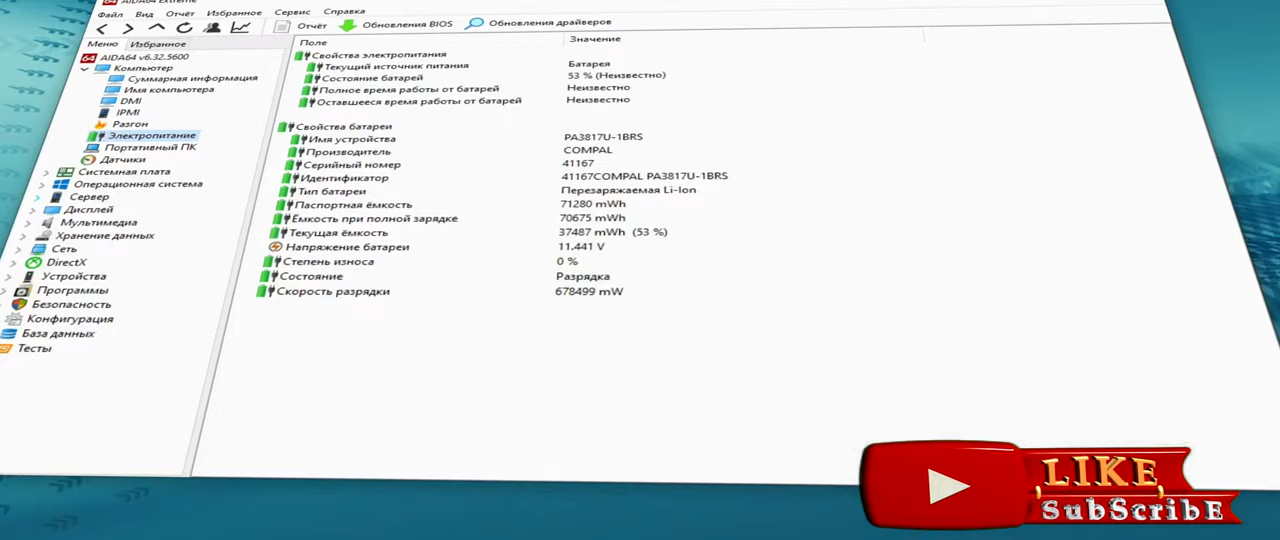 AIDA64 Extreme
Файл Вид Отчёт Избранное Сервис Справка
Отчёт Обновления BIOS Обновления драйверов
Меню Избранное
Поле Значение
64 AIDA64 v6.32.5600
Компьютер
Суммарная информация
Имя компьютера
DMI
IPMI
Разгон
Электропитание
Портативный ПК
Датчики
Системная плата
Операционная система
Сервер
Дисплей
Мультимедиа
Хранение данных
Сеть
DirectX
Устройства
Программы
Безопасность
Конфигурация
База данных
Тесты
Свойства электропитания
Текущий источник питания Батарея
Состояние батарей 53 % (Неизвестно)
Полное время работы от батарей Неизвестно
Оставшееся время работы от батарей Неизвестно
Свойства батареи
Имя устройства PA3817U-1BRS
Производитель COMPAL
Серийный номер 41167
Идентификатор 41167COMPAL PA3817U-1BRS
Тип батареи Перезаряжаемая Li-Ion
Паспортная ёмкость 71280 mWh
Ёмкость при полной зарядке 70675 mWh
Текущая ёмкость 37487 mWh (53 %)
Напряжение батареи 11.441 V
Степень износа 0 %
Состояние Разрядка
Скорость разрядки 678499 mW
LIKE
SubScribE